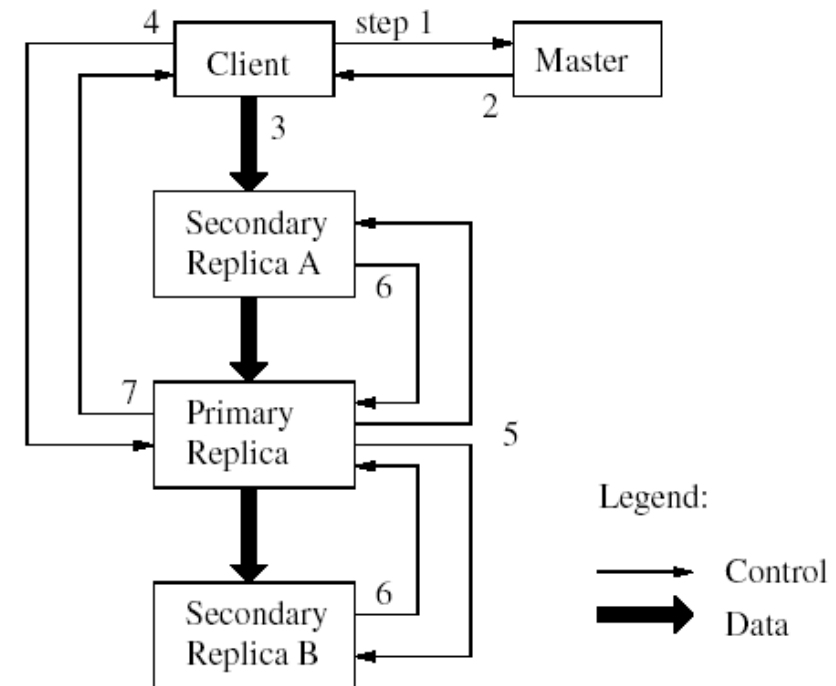 4
step 1
Client
Master
2
3
Secondary
Replica A
6
7
Primary
Replica
5
Legend:
Control
6
Secondary
Replica B
Data